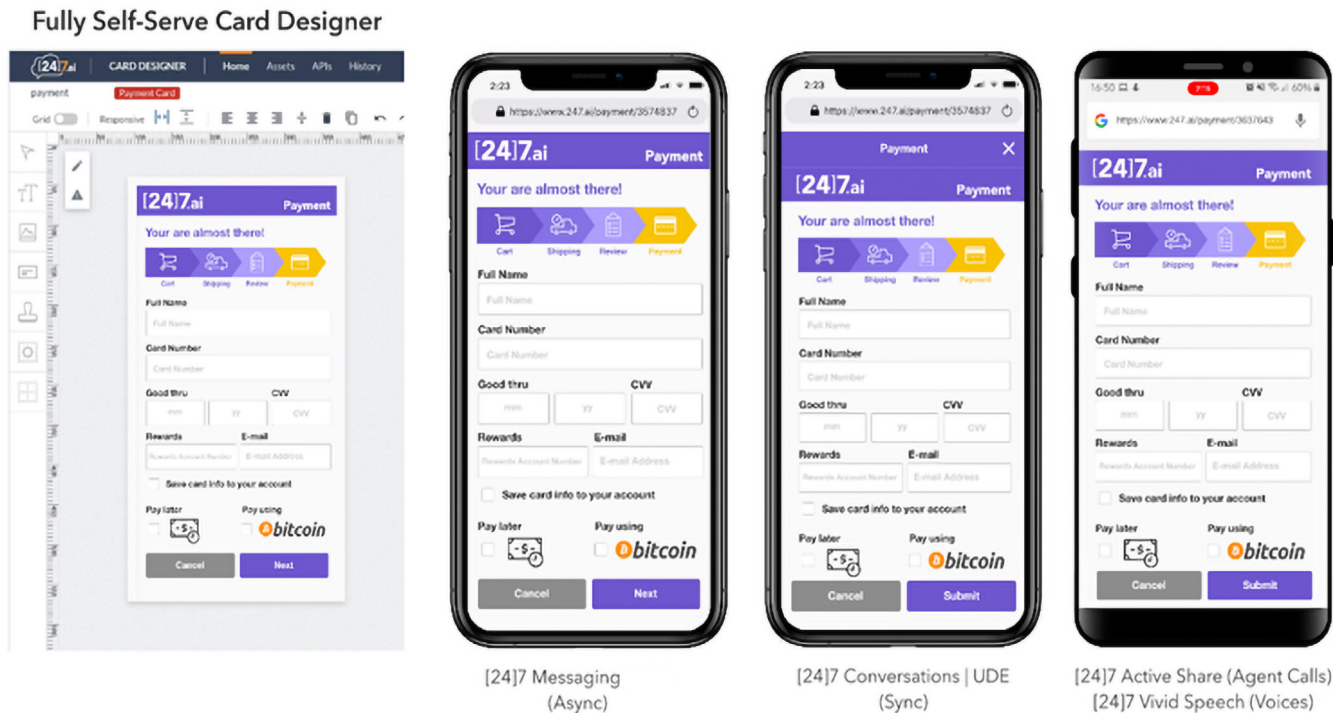 Fully Self-Serve Card Designer
[24]7.ai CARD DESIGNER Home Assets APIs History
payment Payment Card
Grid Responsive
[24]7.ai Payment
Your are almost there!
Cart Shipping Review Payment
Full Name
Full Name
Card Number
Card Number
Good thru CVV
mm yy CVV
Rewards E-mail
Rewards Account Number E-mail Address
Save card info to your account
Pay later Pay using
-$- bitcoin
Cancel Next
2:23
https://www.247.ai/payment/3574837
[24]7.ai Payment
Your are almost there!
Cart Shipping Review Payment
Full Name
Full Name
Card Number
Card Number
Good thru CVV
mm yy CVV
Rewards E-mail
Rewards Account Number E-mail Address
Save card info to your account
Pay later Pay using
-$- bitcoin
Cancel Next
[24]7 Messaging
(Async)
2:23
https://www.247.ai/payment/3574837
Payment
[24]7.ai Payment
Your are almost there!
Cart Shipping Review Payment
Full Name
Full Name
Card Number
Card Number
Good thru CVV
mm yy CVV
Rewards E-mail
Rewards Account Number E-mail Address
Save card info to your account
Pay later Pay using
-$- bitcoin
Cancel Submit
[24]7 Conversations | UDE
(Sync)
16:50 60%
https://www.247.ai/payment/3637643
[24]7.ai Payment
Your are almost there!
Cart Shipping Review Payment
Full Name
Full Name
Card Number
Card Number
Good thru CVV
mm yy CVV
Rewards E-mail
Rewards Account Number E-mail Address
Save card info to your account
Pay later Pay using
-$- bitcoin
Cancel Submit
[24]7 Active Share (Agent Calls)
[24]7 Vivid Speech (Voices)